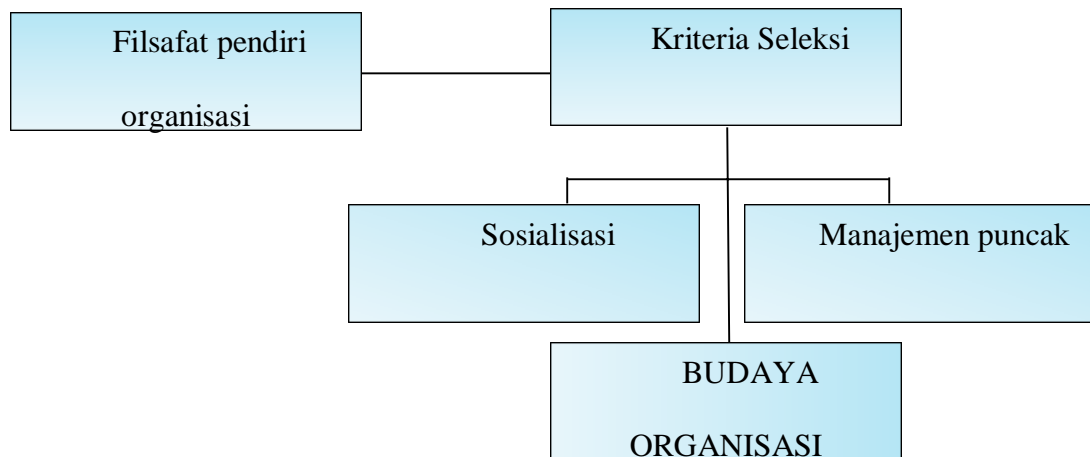 Filsafat pendiri
organisasi
Kriteria Seleksi
Sosialisasi
Manajemen puncak
BUDAYA
ORGANISASI